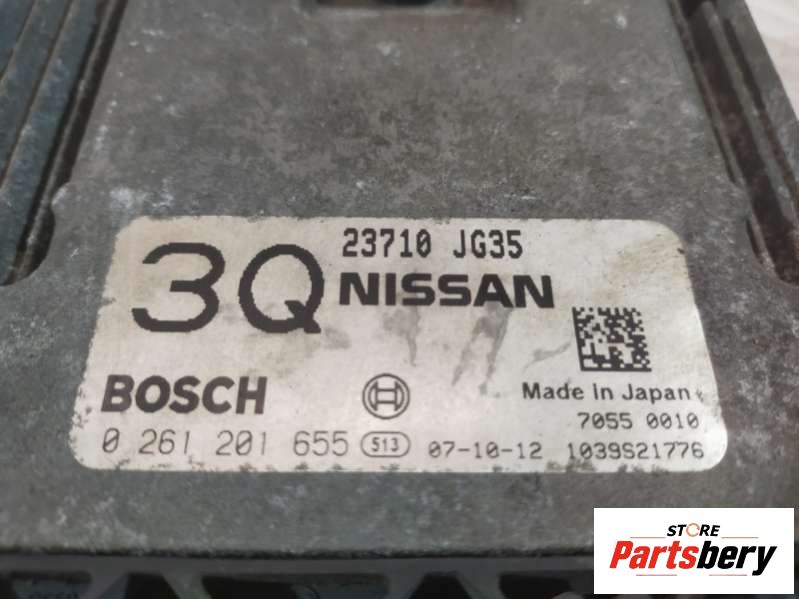 23710 JG35
3Q NISSAN
BOSCH
Made in Japan
7055 0010
0 261 201 655 513 07-10-12 1039S21776
STORE
Partsbery